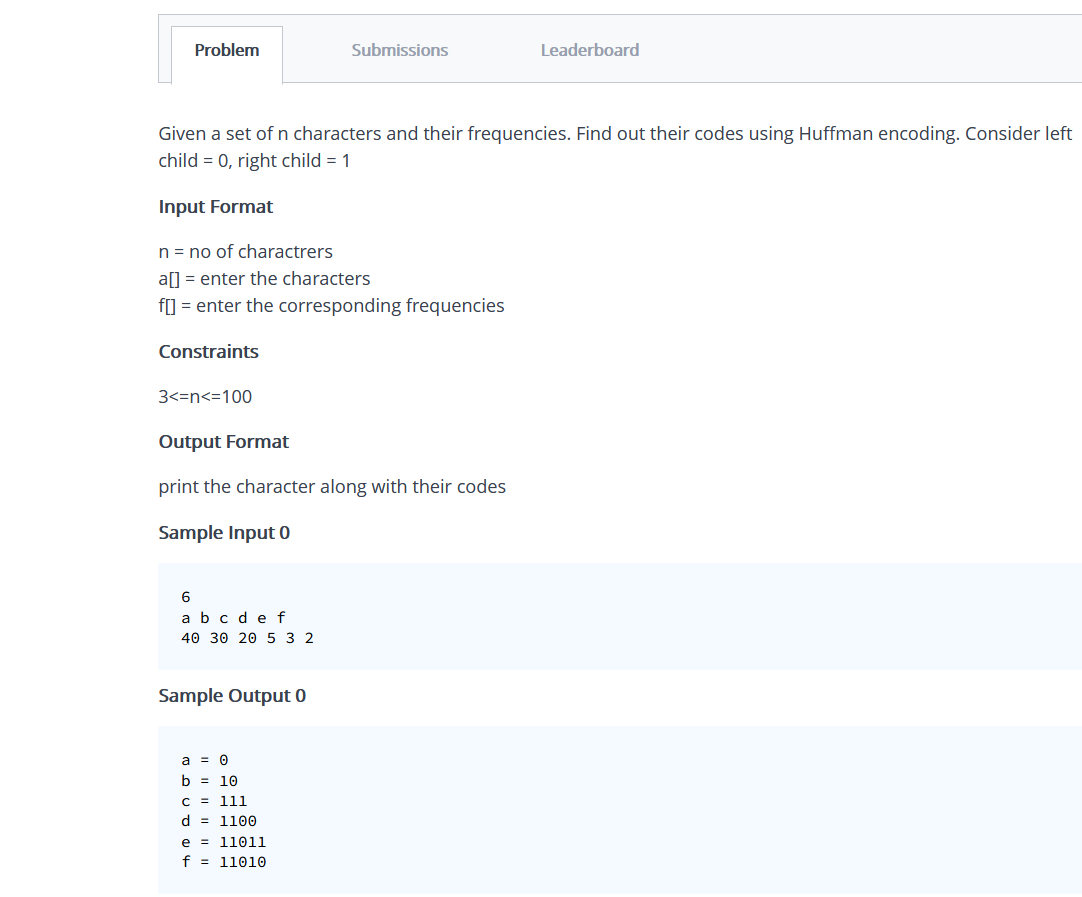 Problem
Submissions
Leaderboard
Given a set of n characters and their frequencies. Find out their codes using Huffman encoding. Consider left
child = 0, right child = 1
Input Format
n = no of charactrers
a[] = enter the characters
f[] = enter the corresponding frequencies
Constraints
3<=n<=100
Output Format
print the character along with their codes
Sample Input 0
6
a b c d e f
40 30 20 5 3 2
Sample Output 0
a = 0
b = 10
c = 111
d = 1100
e = 11011
f = 11010